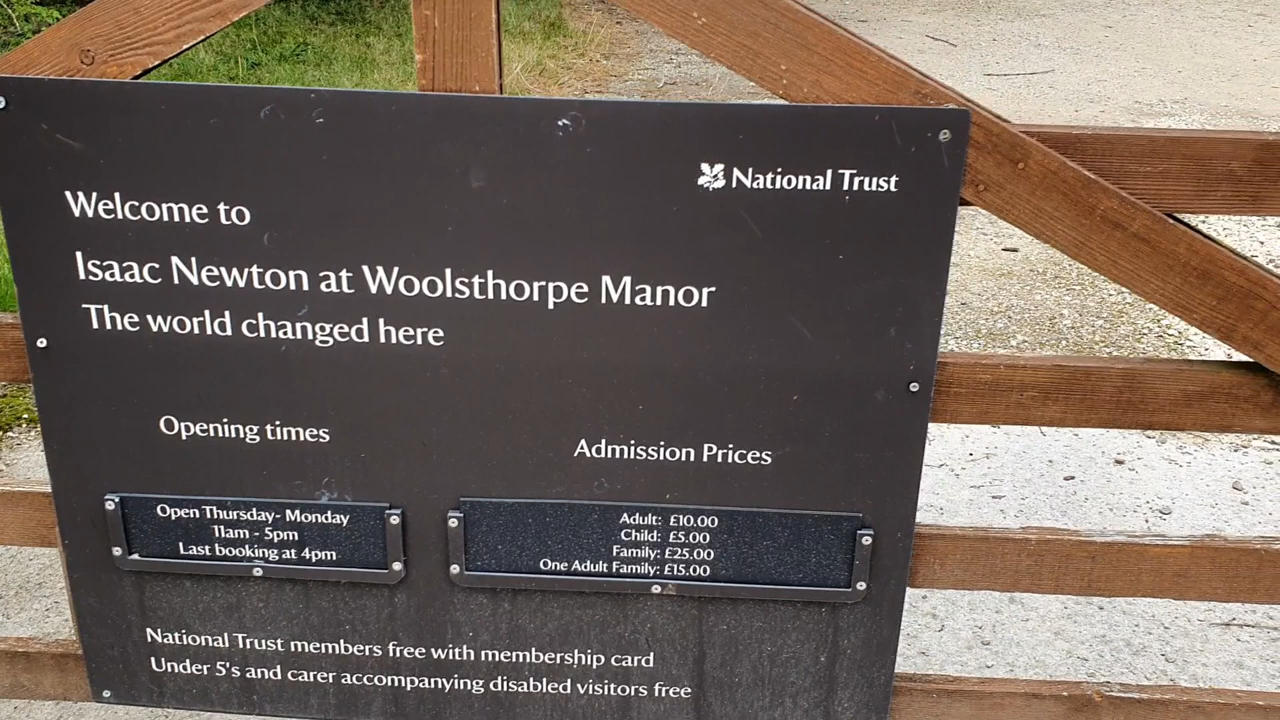 National Trust
Welcome to
Isaac Newton at Woolsthorpe Manor
The world changed here
Opening times
Open Thursday- Monday
11am - 5pm
Last booking at 4pm
Admission Prices
Adult: £10.00
Child: £5.00
Family: £25.00
One Adult Family: £15.00
National Trust members free with membership card
Under 5's and carer accompanying disabled visitors free